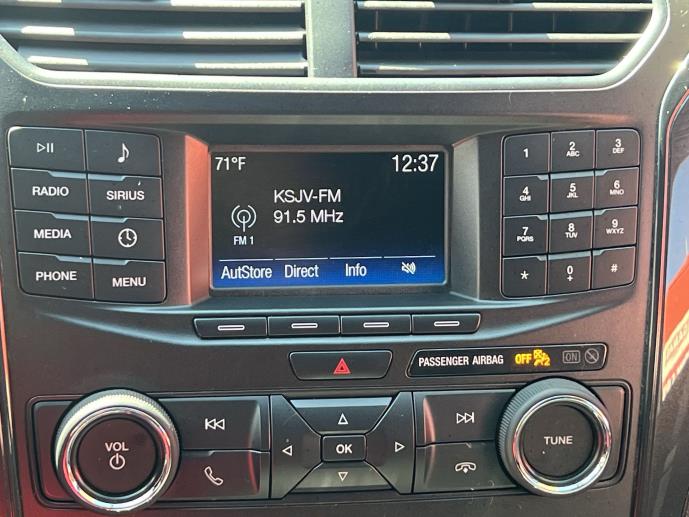 71°F
12:37
KSJV-FM
91.5 MHz
FM 1
AutStore Direct Info
RADIO SIRIUS
MEDIA
PHONE MENU
1 2 ABC 3 DEF
4 GHI 5 JKL 6 MNO
7 PQRS 8 TUV 9 WXYZ
* 0 + #
PASSENGER AIRBAG OFF ON
VOL
OK
TUNE